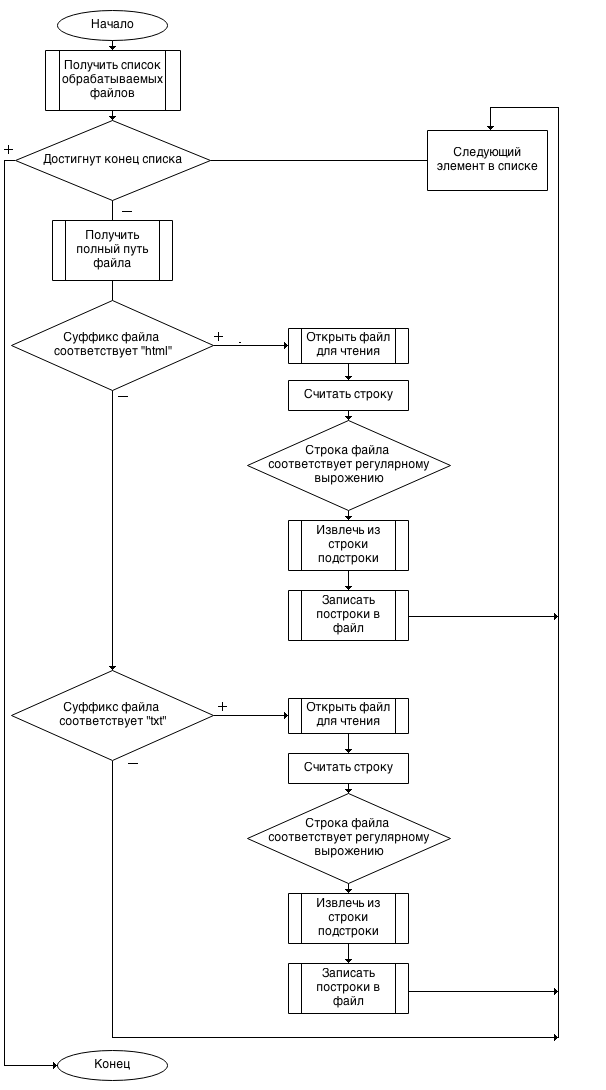 Начало
Получить список
обрабатываемых
файлов
+
Достигнут конец списка
Следующий
элемент в списке
—
Получить
полный путь
файла
Суффикс файла
соответствует "html"
+
—
Открыть файл
для чтения
Считать строку
Строка файла
соответствует регулярному
вырожению
Извлечь из
строки
подстроки
Записать
построки в
файл
Суффикс файла
соответствует "txt"
+
—
Открыть файл
для чтения
Считать строку
Строка файла
соответствует регулярному
вырожению
Извлечь из
строки
подстроки
Записать
построки в
файл
Конец